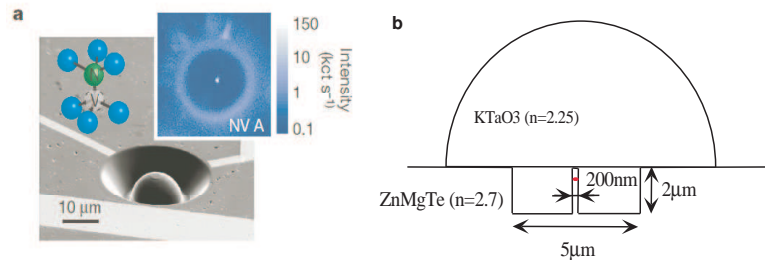 a
150
10
1
0.1
Intensity
(kct s⁻¹)
V
NV A
10 μm
b
KTaO3 (n=2.25)
200nm
ZnMgTe (n=2.7)
2μm
5μm